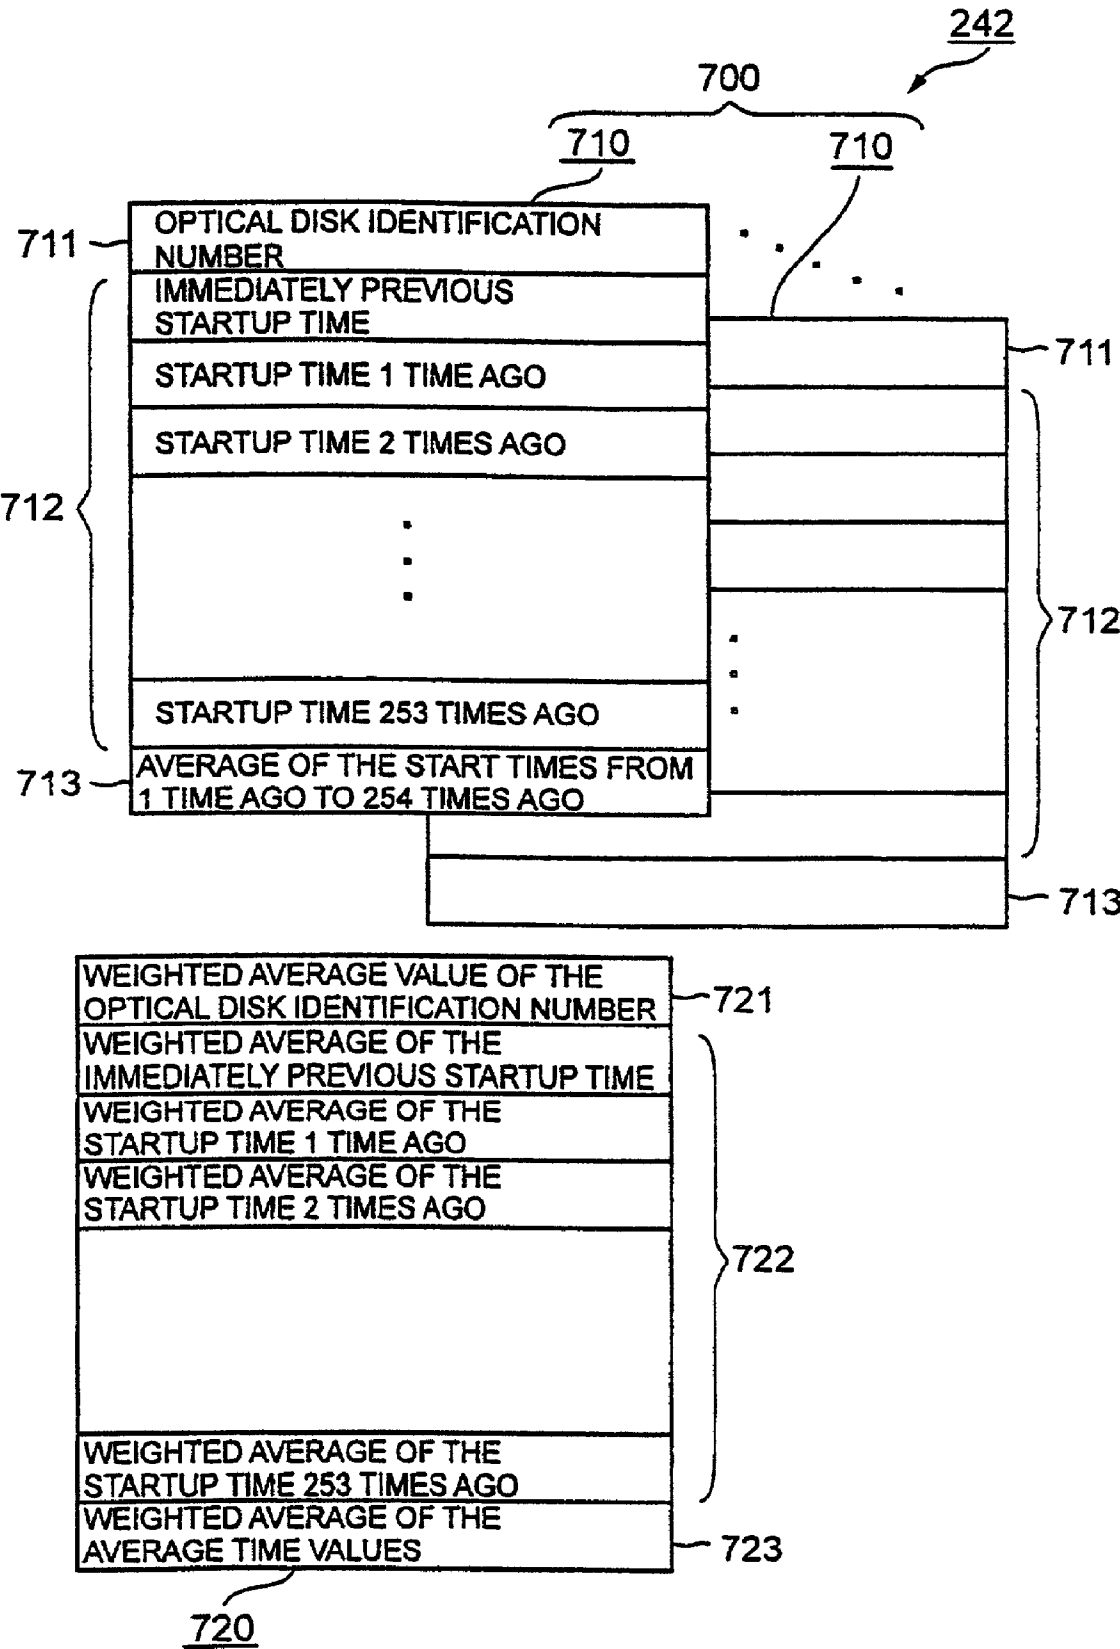 242
700
710
710
OPTICAL DISK IDENTIFICATION
NUMBER
711
IMMEDIATELY PREVIOUS
STARTUP TIME
STARTUP TIME 1 TIME AGO
711
STARTUP TIME 2 TIMES AGO
712
712
STARTUP TIME 253 TIMES AGO
AVERAGE OF THE START TIMES FROM
1 TIME AGO TO 254 TIMES AGO
713
713
WEIGHTED AVERAGE VALUE OF THE
OPTICAL DISK IDENTIFICATION NUMBER
721
WEIGHTED AVERAGE OF THE
IMMEDIATELY PREVIOUS STARTUP TIME
WEIGHTED AVERAGE OF THE
STARTUP TIME 1 TIME AGO
WEIGHTED AVERAGE OF THE
STARTUP TIME 2 TIMES AGO
722
WEIGHTED AVERAGE OF THE
STARTUP TIME 253 TIMES AGO
WEIGHTED AVERAGE OF THE
AVERAGE TIME VALUES
723
720